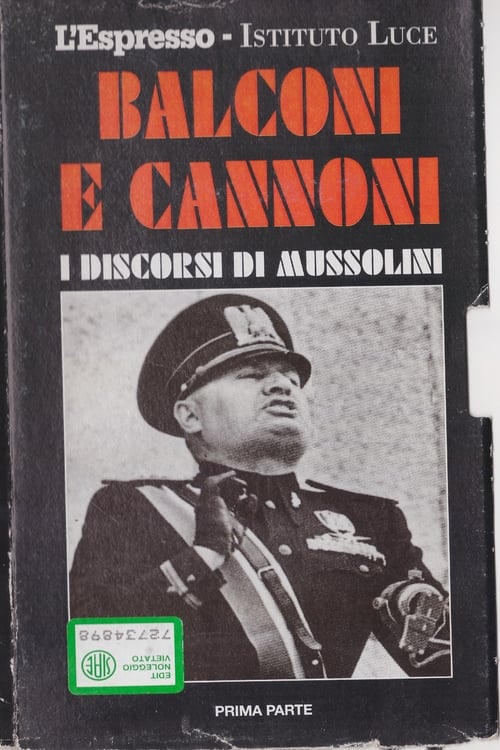 L'Espresso - ISTITUTO LUCE
BALCONI
E CANNONI
I DISCORSI DI MUSSOLINI
72734898
SIAE
EDIT
NOLEGGIO
VIETATO
PRIMA PARTE